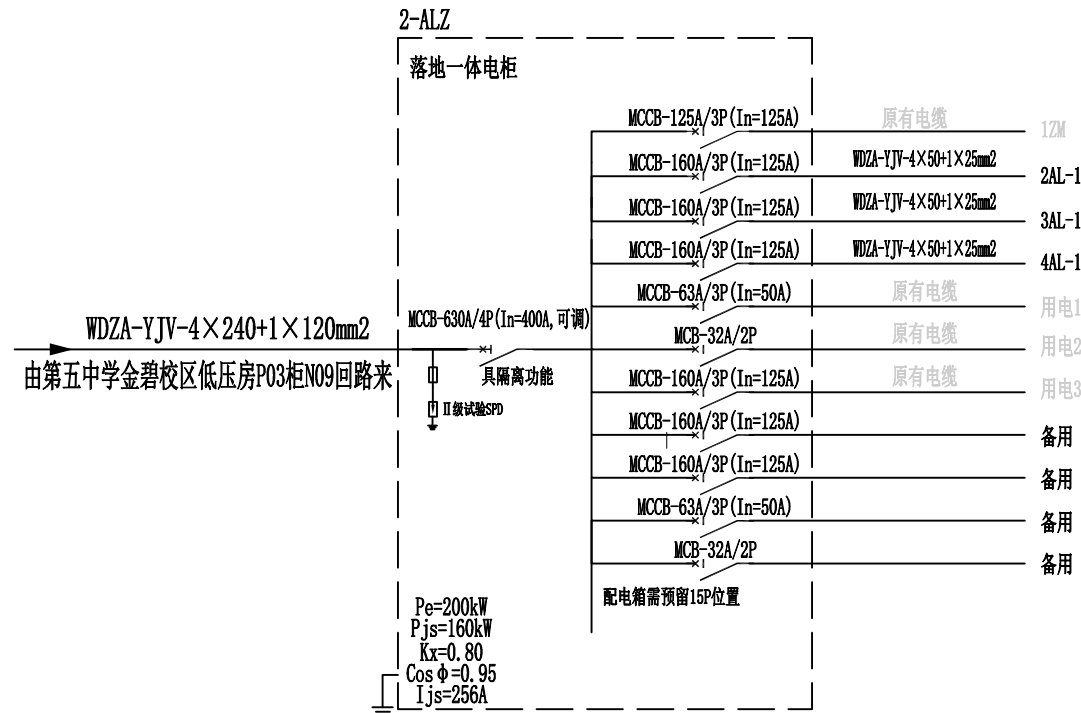 2-ALZ
落地一体电柜
MCCB-125A/3P(In=125A) 原有电缆 1ZM
MCCB-160A/3P(In=125A) WDZA-YJV-4×50+1×25mm2 2AL-1
MCCB-160A/3P(In=125A) WDZA-YJV-4×50+1×25mm2 3AL-1
MCCB-160A/3P(In=125A) WDZA-YJV-4×50+1×25mm2 4AL-1
MCCB-63A/3P(In=50A) 原有电缆 用电1
WDZA-YJV-4×240+1×120mm2 MCCB-630A/4P(In=400A,可调) MCB-32A/2P 原有电缆 用电2
由第五中学金碧校区低压房P03柜N09回路来 具隔离功能 MCCB-160A/3P(In=125A) 原有电缆 用电3
Ⅱ级试验SPD
MCCB-160A/3P(In=125A) 备用
MCCB-160A/3P(In=125A) 备用
MCCB-63A/3P(In=50A) 备用
MCB-32A/2P 备用
配电箱需预留15P位置
Pe=200kW
Pjs=160kW
Kx=0.80
Cosφ=0.95
Ijs=256A